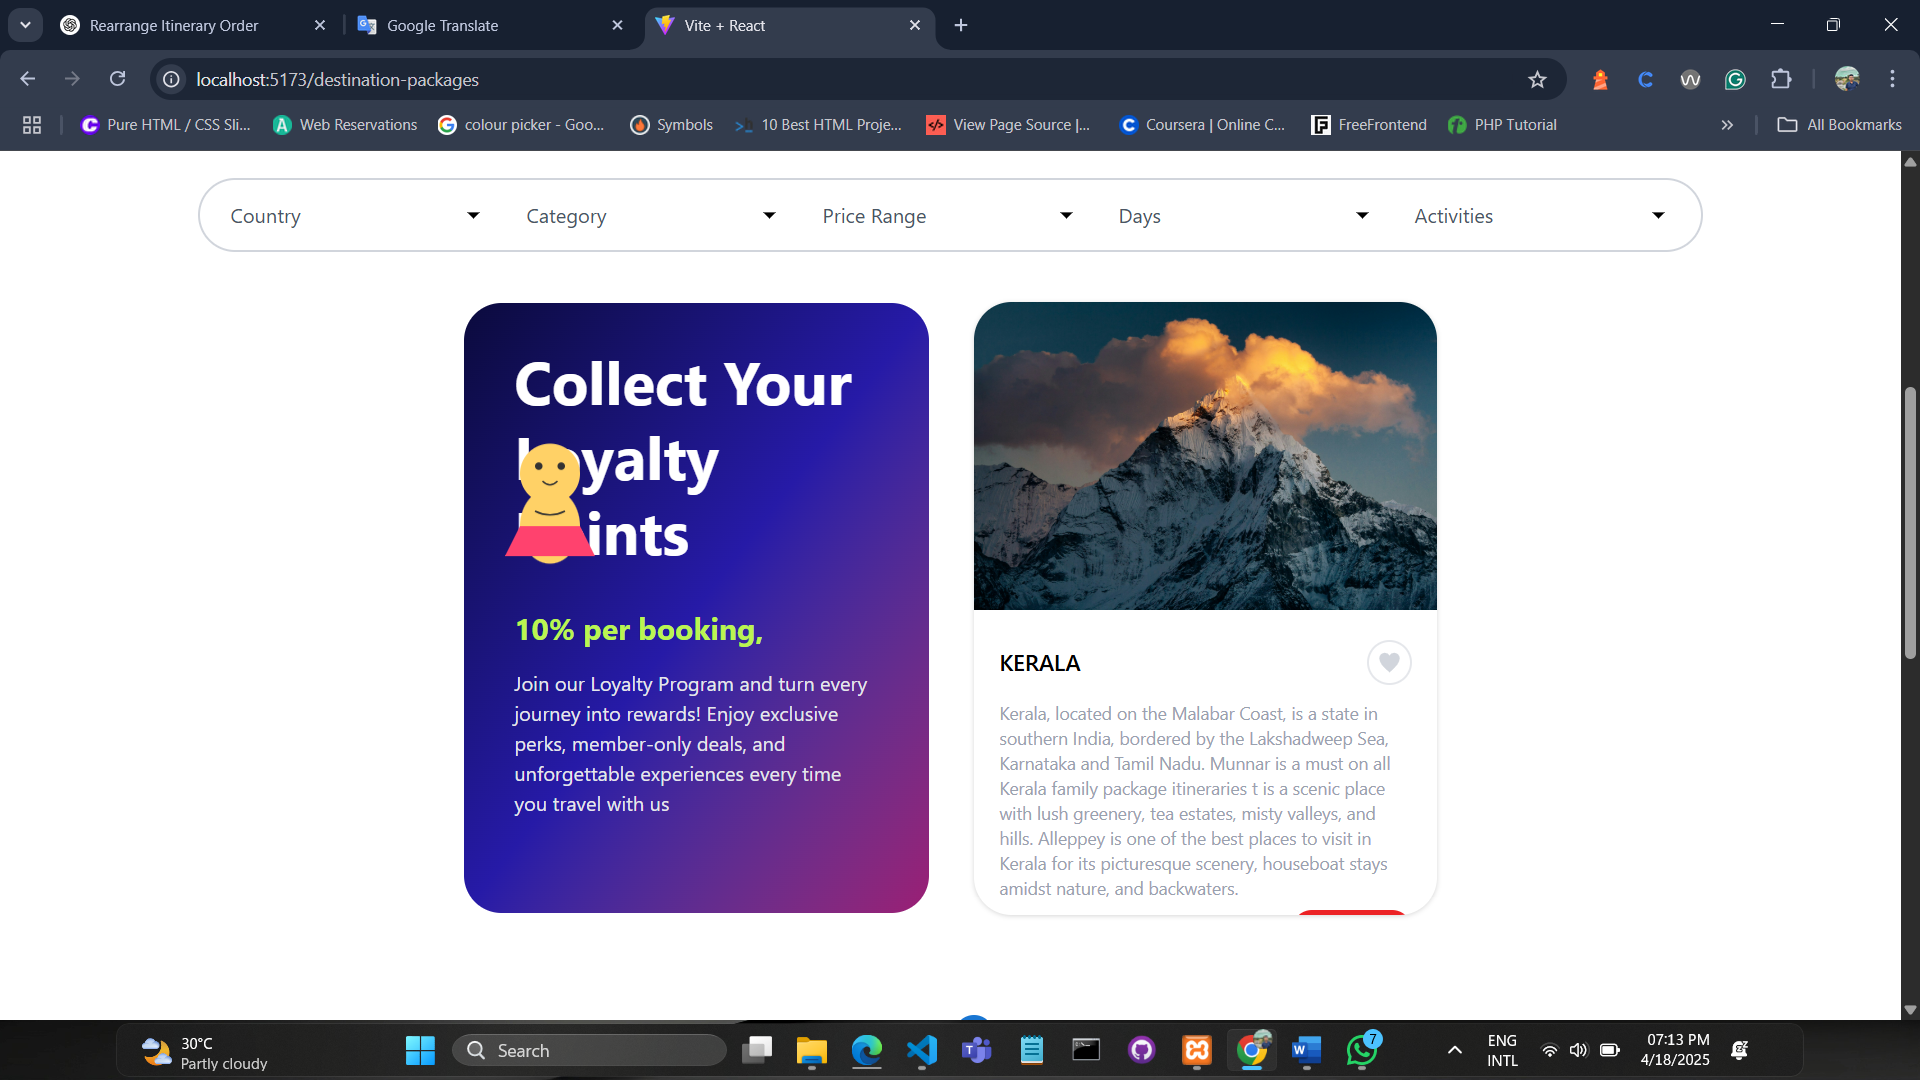 Rearrange Itinerary Order
Google Translate
Vite + React
localhost:5173/destination-packages
Pure HTML / CSS Sli...
Web Reservations
colour picker - Goo...
Symbols
10 Best HTML Proje...
View Page Source |...
Coursera | Online C...
FreeFrontend
PHP Tutorial
All Bookmarks
Country
Category
Price Range
Days
Activities
Collect Your
yalty
ints
10% per booking,
Join our Loyalty Program and turn every
journey into rewards! Enjoy exclusive
perks, member-only deals, and
unforgettable experiences every time
you travel with us
KERALA
Kerala, located on the Malabar Coast, is a state in
southern India, bordered by the Lakshadweep Sea,
Karnataka and Tamil Nadu. Munnar is a must on all
Kerala family package itineraries t is a scenic place
with lush greenery, tea estates, misty valleys, and
hills. Alleppey is one of the best places to visit in
Kerala for its picturesque scenery, houseboat stays
amidst nature, and backwaters.
30°C
Partly cloudy
Search
7
ENG
INTL
07:13 PM
4/18/2025